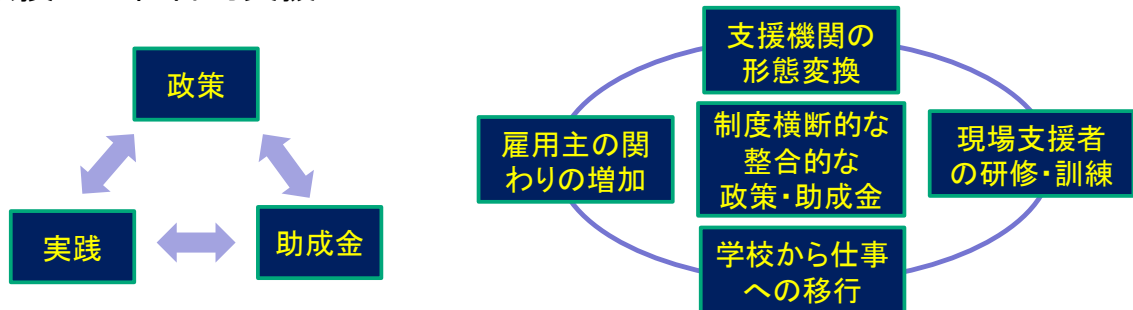 政策
実践
助成金
支援機関の
形態変換
雇用主の関
わりの増加
制度横断的な
整合的な
政策・助成金
現場支援者
の研修・訓練
学校から仕事
への移行